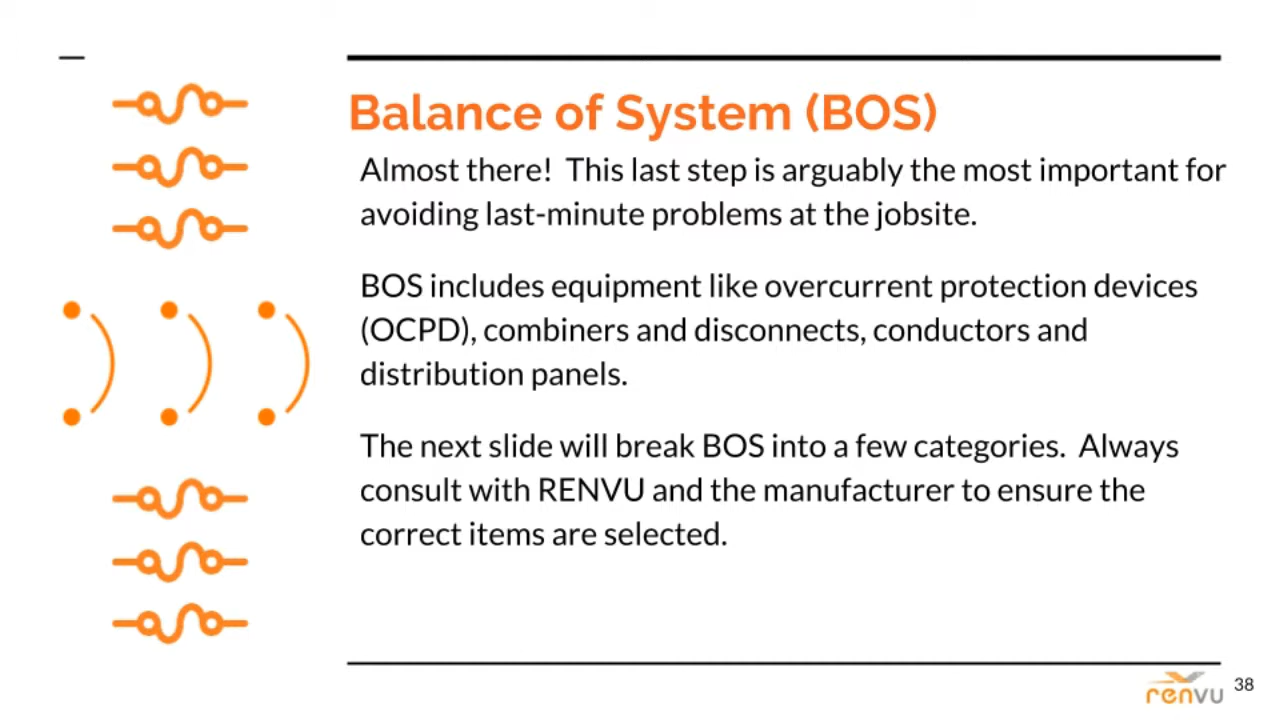 Balance of System (BOS)
Almost there!  This last step is arguably the most important for
avoiding last-minute problems at the jobsite.
BOS includes equipment like overcurrent protection devices
(OCPD), combiners and disconnects, conductors and
distribution panels.
The next slide will break BOS into a few categories.  Always
consult with RENVU and the manufacturer to ensure the
correct items are selected.
renvu
38